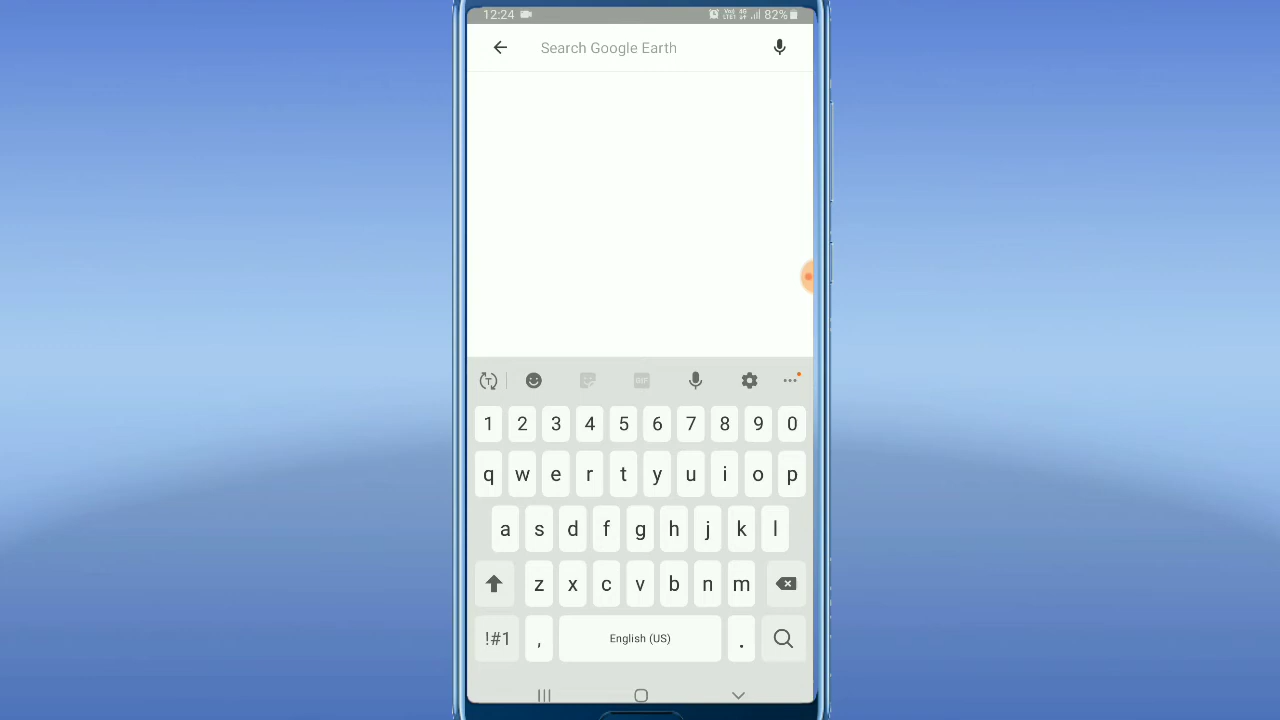 12:24 82%
Search Google Earth
GIF
1 2 3 4 5 6 7 8 9 0
q w e r t y u i o p
a s d f g h j k l
z x c v b n m
!#1 , English (US) .